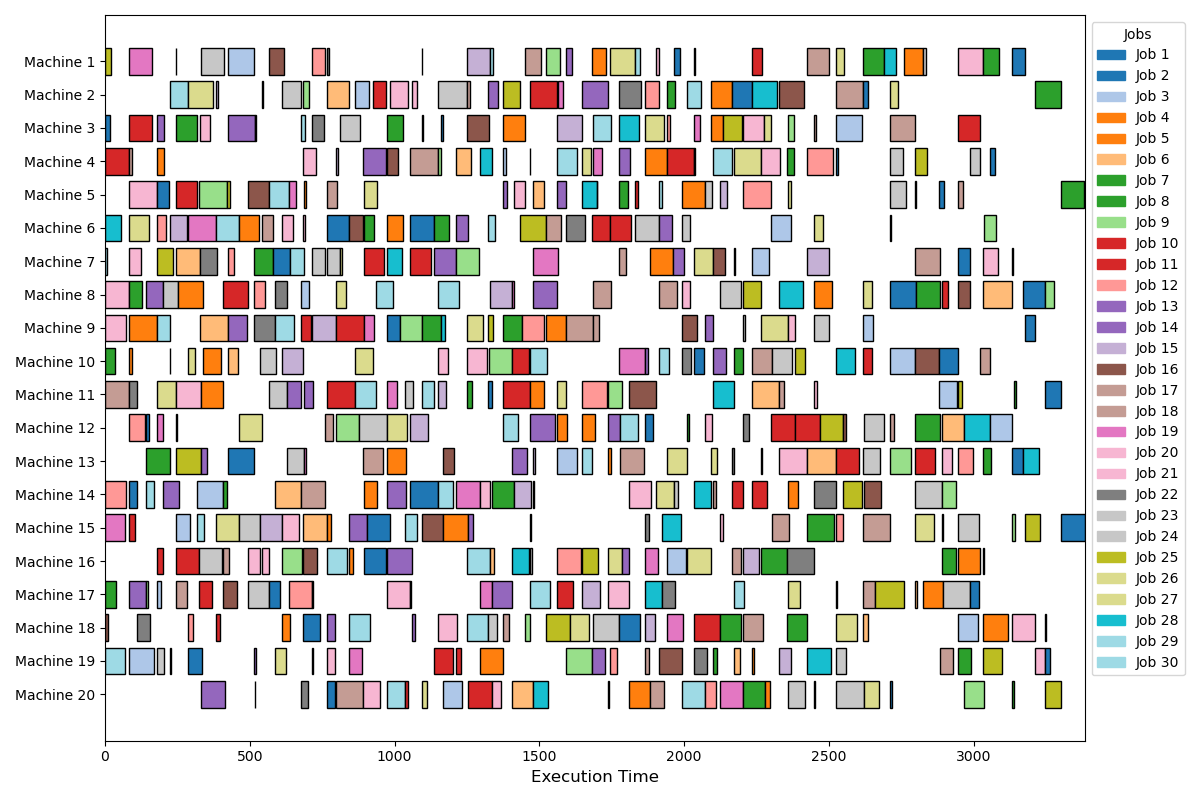 Machine 1
Machine 2
Machine 3
Machine 4
Machine 5
Machine 6
Machine 7
Machine 8
Machine 9
Machine 10
Machine 11
Machine 12
Machine 13
Machine 14
Machine 15
Machine 16
Machine 17
Machine 18
Machine 19
Machine 20
0 500 1000 1500 2000 2500 3000
Execution Time
Jobs
Job 1
Job 2
Job 3
Job 4
Job 5
Job 6
Job 7
Job 8
Job 9
Job 10
Job 11
Job 12
Job 13
Job 14
Job 15
Job 16
Job 17
Job 18
Job 19
Job 20
Job 21
Job 22
Job 23
Job 24
Job 25
Job 26
Job 27
Job 28
Job 29
Job 30